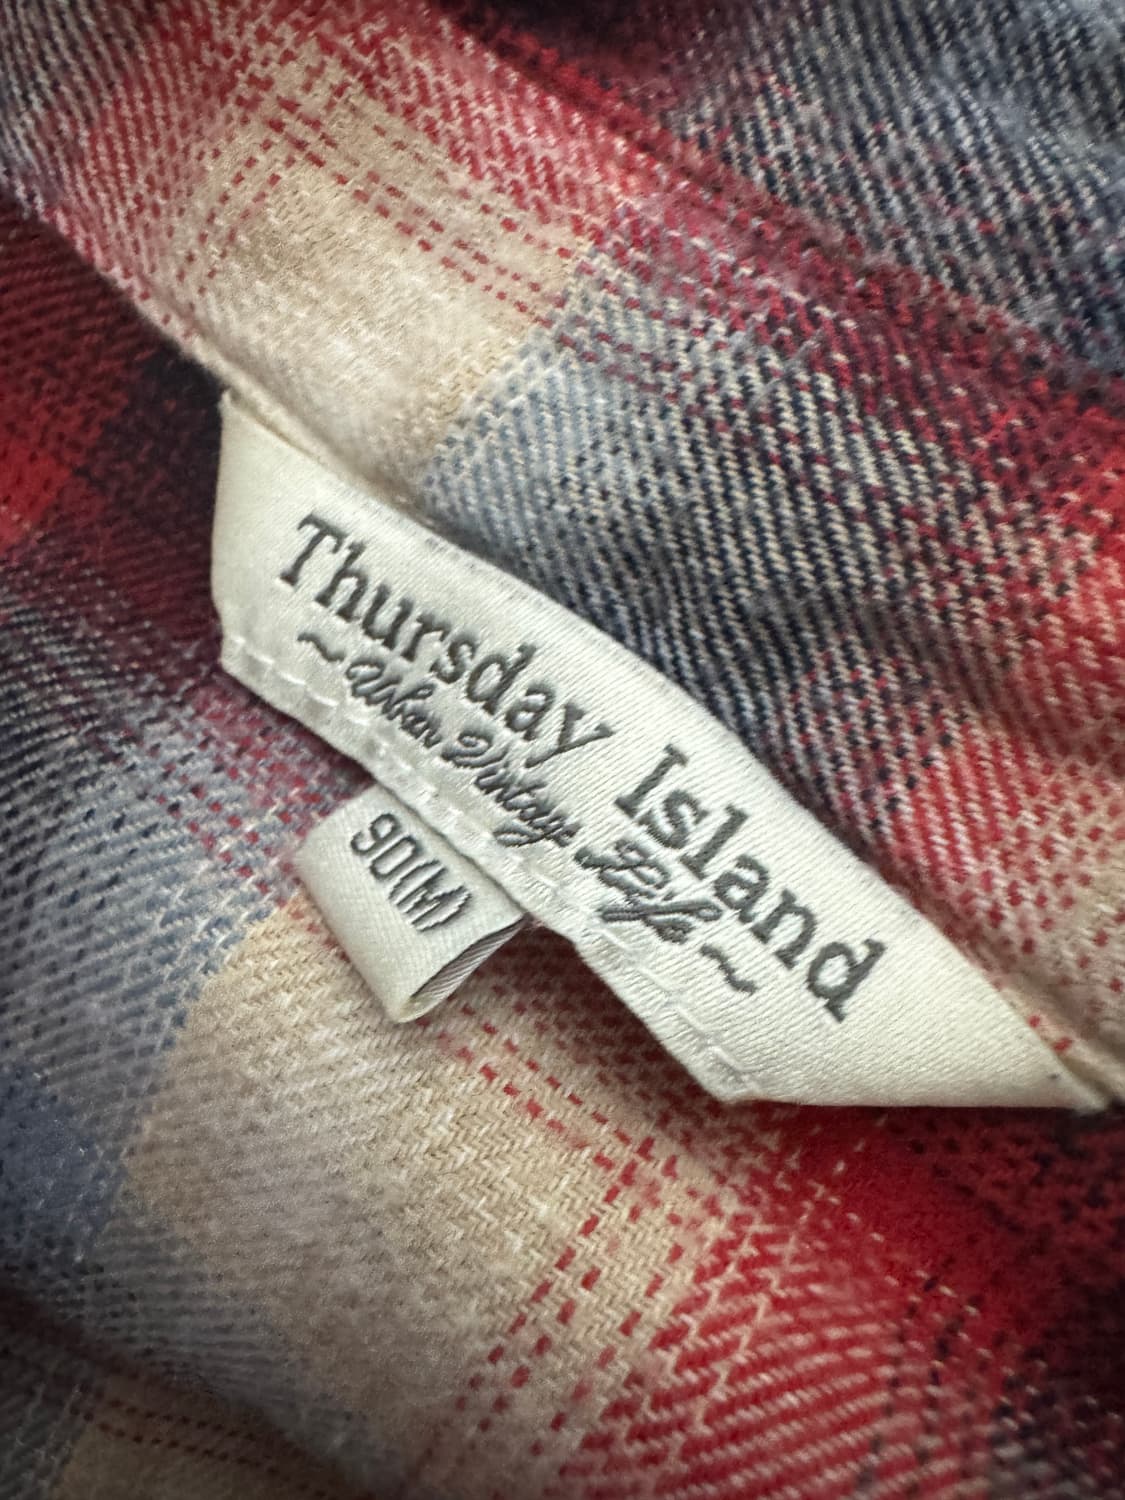 Thursday Island
~Urban Vintage Life~
90(M)